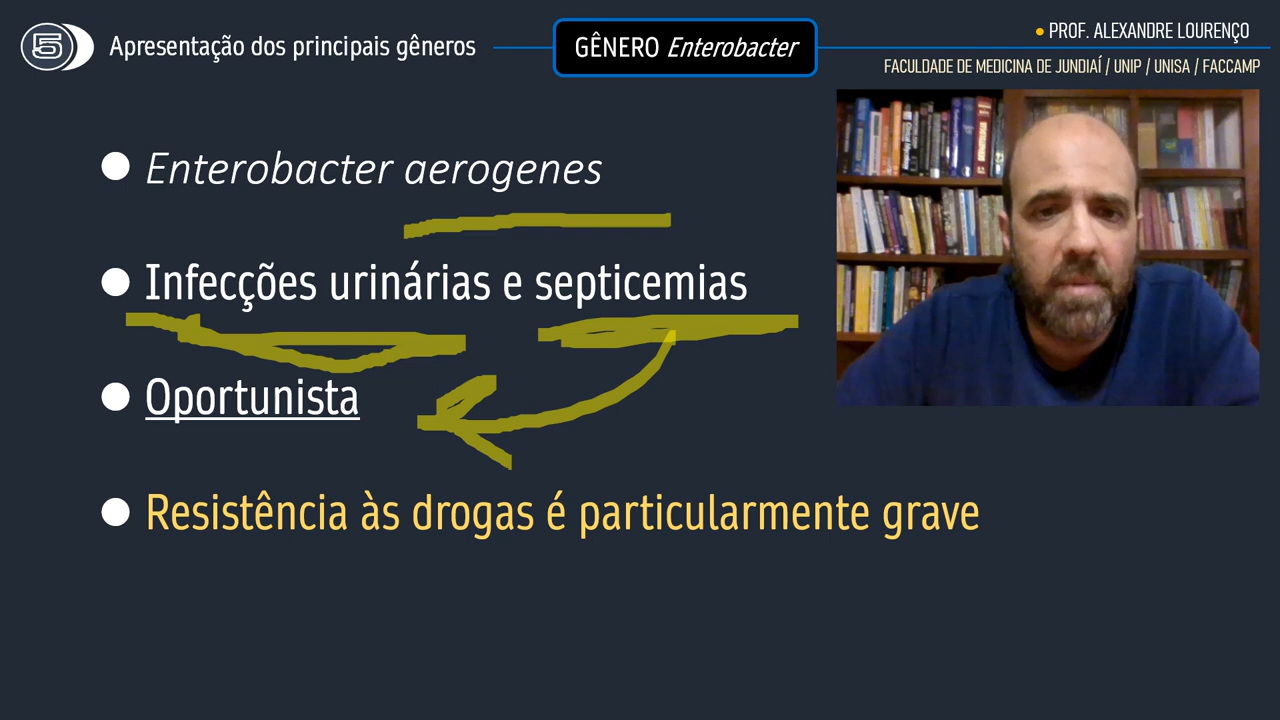 5
Apresentação dos principais gêneros
GÊNERO Enterobacter
• PROF. ALEXANDRE LOURENÇO
FACULDADE DE MEDICINA DE JUNDIAÍ / UNIP / UNISA / FACCAMP
● Enterobacter aerogenes
● Infecções urinárias e septicemias
● Oportunista
● Resistência às drogas é particularmente grave